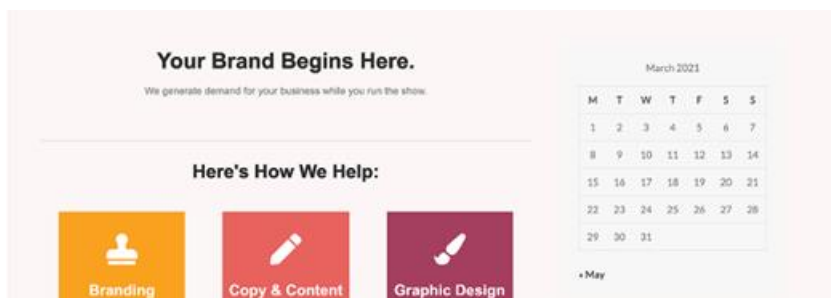 Your Brand Begins Here.
We generate demand for your business while you run the show.
Here's How We Help:
Branding
Copy & Content
Graphic Design
March 2021
M T W T F S S
1 2 3 4 5 6 7
8 9 10 11 12 13 14
15 16 17 18 19 20 21
22 23 24 25 26 27 28
29 30 31
« May